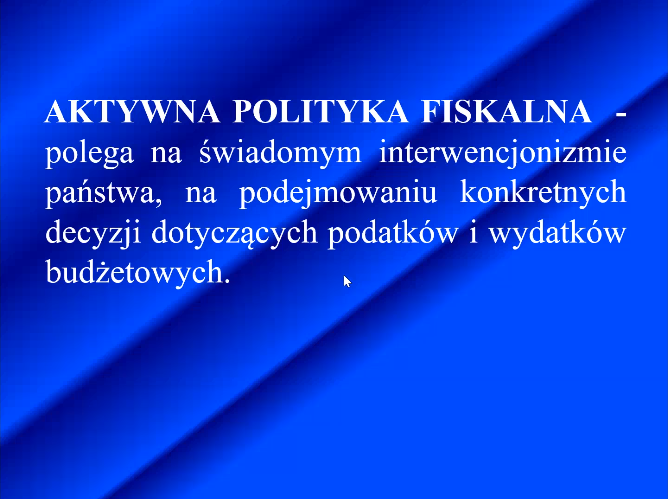 AKTYWNA POLITYKA FISKALNA -
polega na świadomym interwencjonizmie
państwa, na podejmowaniu konkretnych
decyzji dotyczących podatków i wydatków
budżetowych.